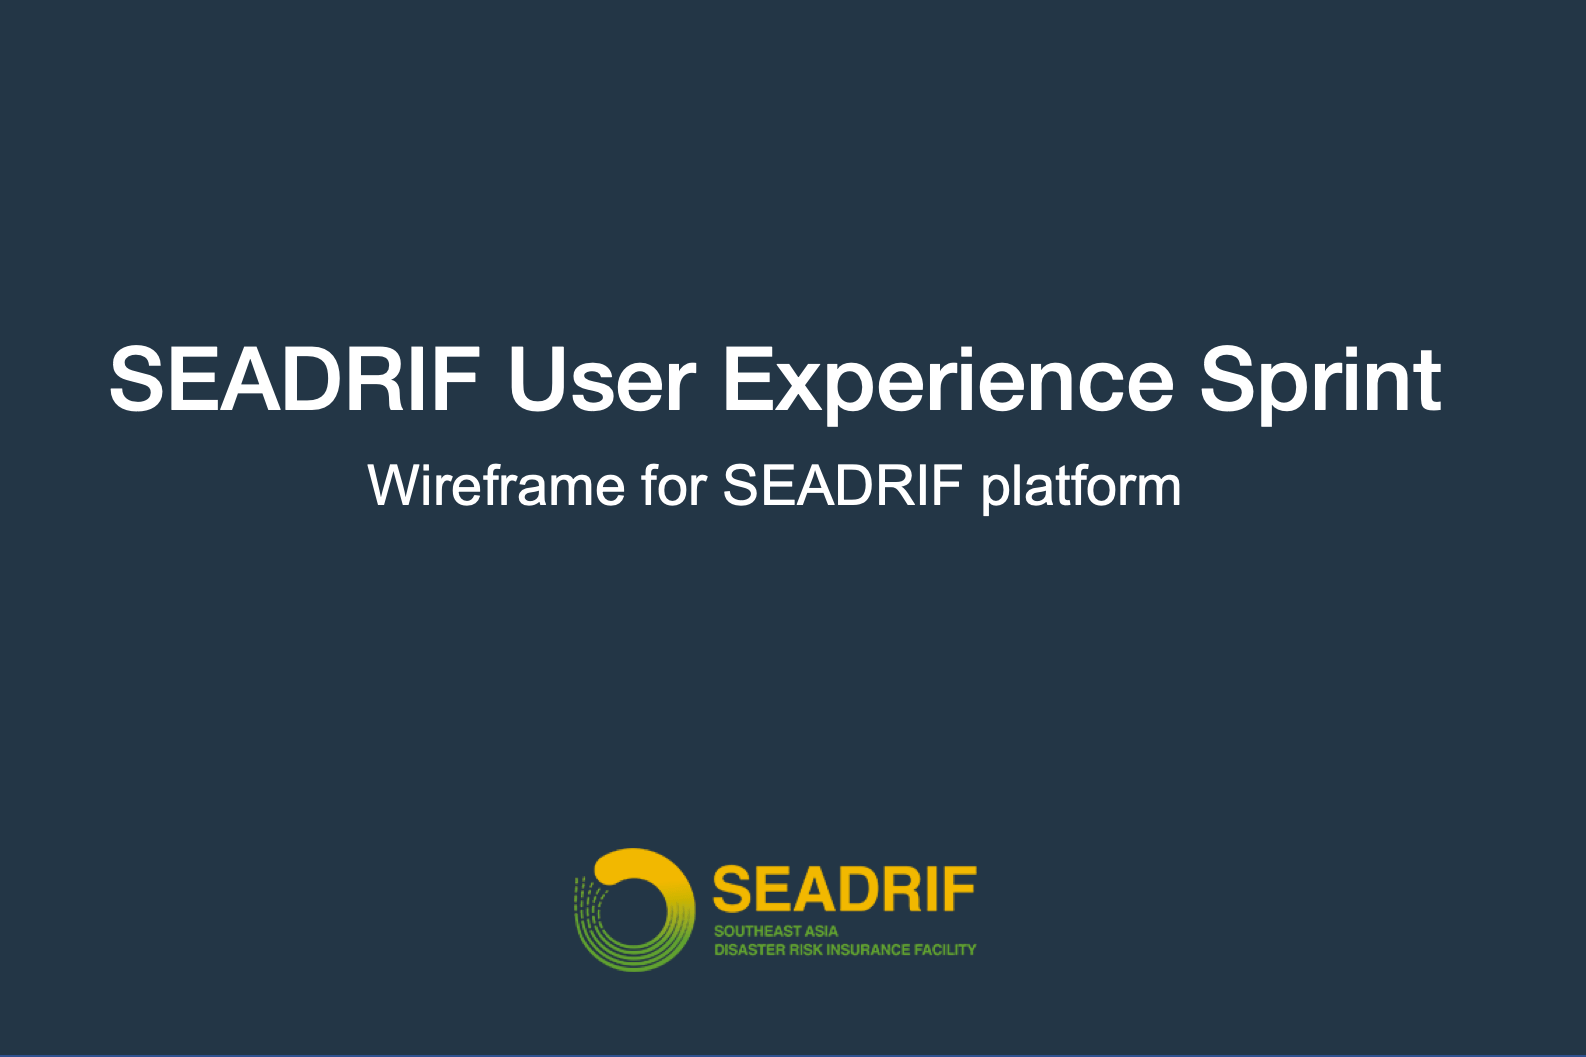 SEADRIF User Experience Sprint
Wireframe for SEADRIF platform
SEADRIF
SOUTHEAST ASIA
DISASTER RISK INSURANCE FACILITY